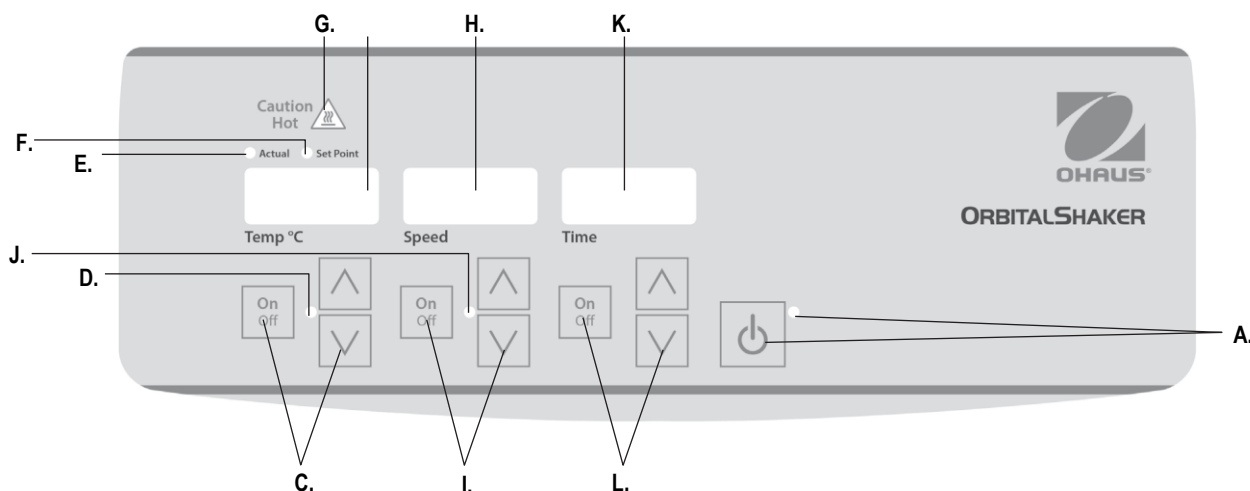 G.
H.
K.
Caution
Hot
F.
E.
Actual
Set Point
OHAUS®
ORBITALSHAKER
Temp °C
Speed
Time
J.
D.
On
Off
On
Off
On
Off
A.
C.
I.
L.